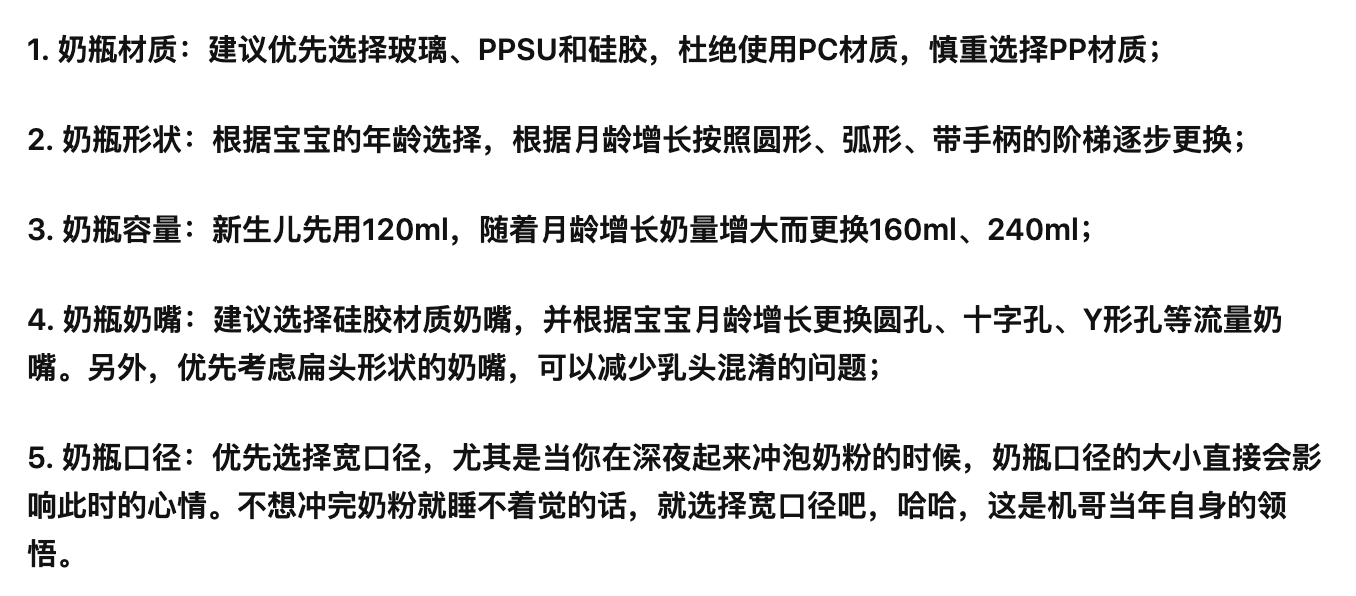 1. 奶瓶材质：建议优先选择玻璃、PPSU和硅胶，杜绝使用PC材质，慎重选择PP材质；
2. 奶瓶形状：根据宝宝的年龄选择，根据月龄增长按照圆形、弧形、带手柄的阶梯逐步更换；
3. 奶瓶容量：新生儿先用120ml，随着月龄增长奶量增大而更换160ml、240ml；
4. 奶瓶奶嘴：建议选择硅胶材质奶嘴，并根据宝宝月龄增长更换圆孔、十字孔、Y形孔等流量奶
嘴。另外，优先考虑扁头形状的奶嘴，可以减少乳头混淆的问题；
5. 奶瓶口径：优先选择宽口径，尤其是当你在深夜起来冲泡奶粉的时候，奶瓶口径的大小直接会影
响此时的心情。不想冲完奶粉就睡不着觉的话，就选择宽口径吧，哈哈，这是机哥当年自身的领
悟。